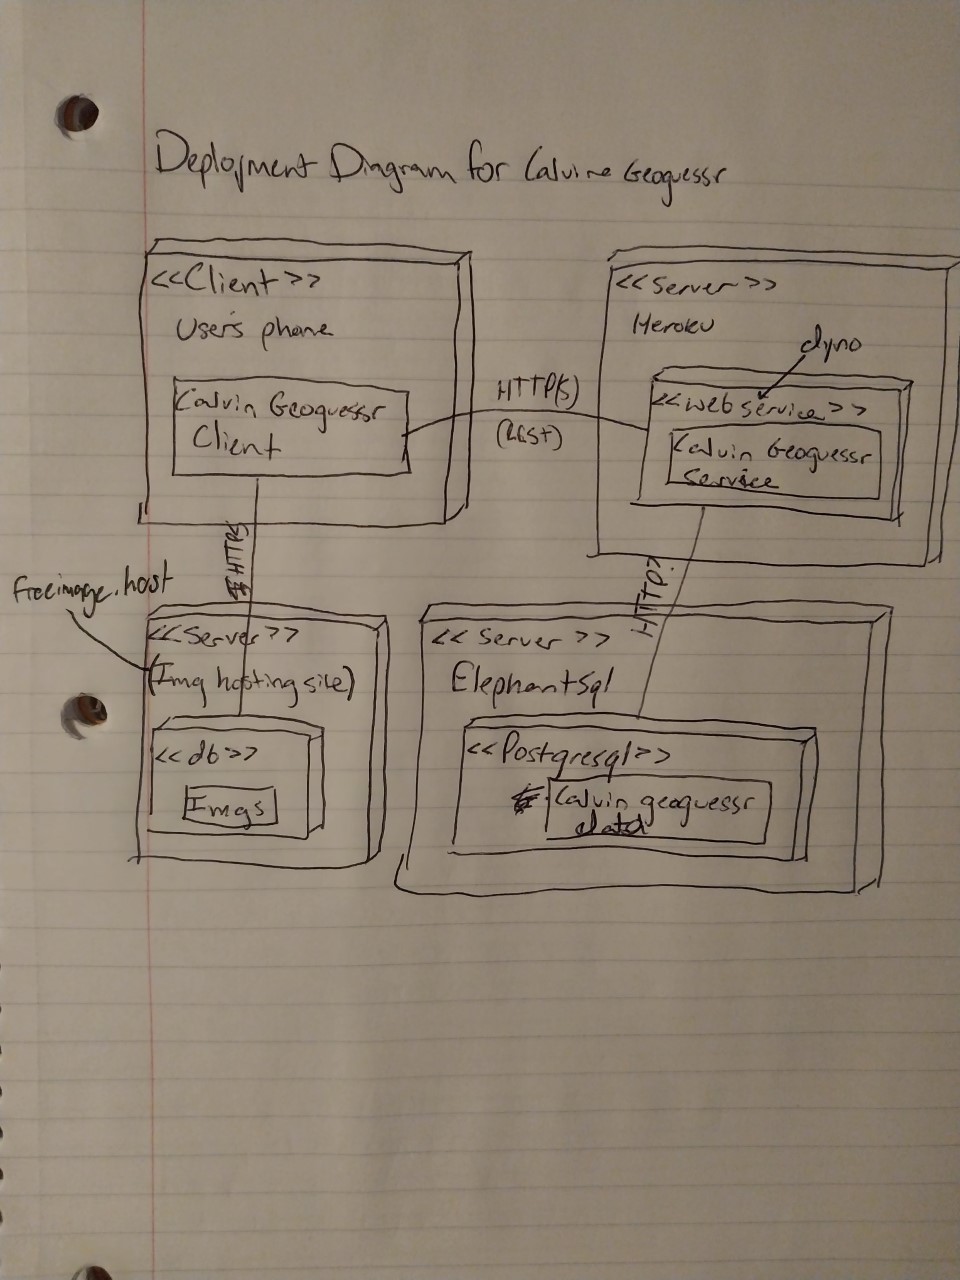 Deployment Diagram for Calvine Geoguessr
<<Client>>
User's phone
Calvin Geoguessr
Client
HTTP(S)
(REST)
<<Server>>
Heroku
dyno
<<web service>>
Calvin Geoguessr
Service
HTTPS
HTTP?
freeimage.host
<<Server>>
(Img hosting site)
<<db>>
Imgs
<<Server>>
ElephantSql
<<Postgresql>>
Calvin geoguessr
data